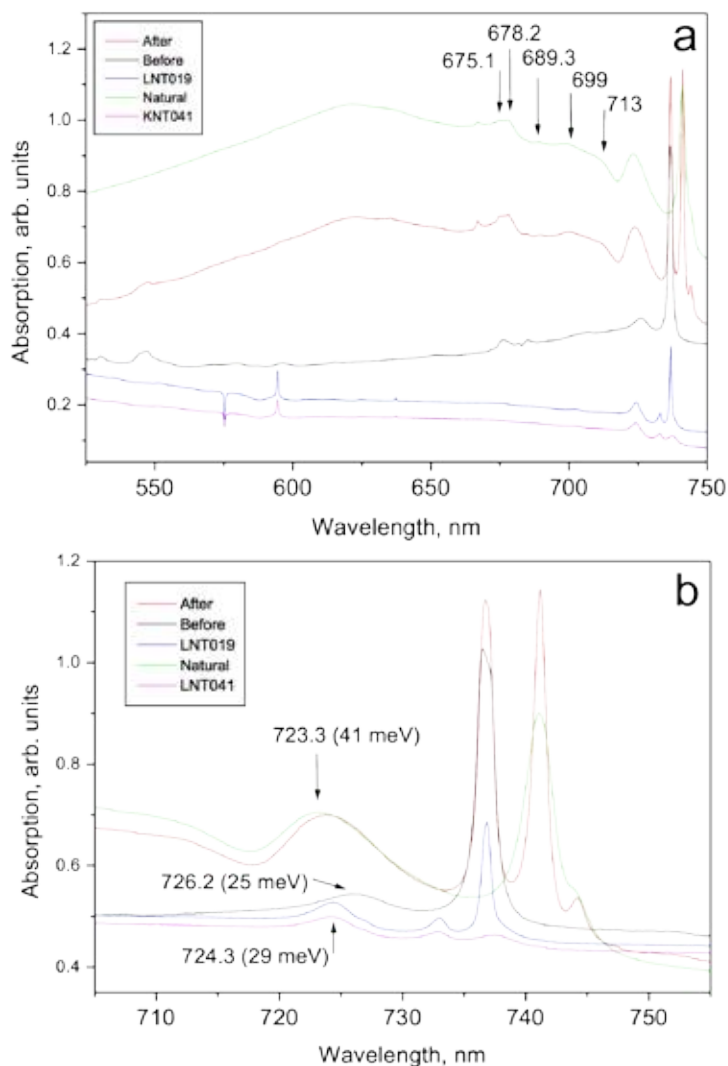 a
After
Before
LNT019
Natural
KNT041
678.2
675.1
689.3
699
713
1.2
1.0
0.8
0.6
0.4
0.2
Absorption, arb. units
550 600 650 700 750
Wavelength, nm
b
After
Before
LNT019
Natural
LNT041
723.3 (41 meV)
726.2 (25 meV)
724.3 (29 meV)
1.2
1.0
0.8
0.6
0.4
Absorption, arb. units
710 720 730 740 750
Wavelength, nm